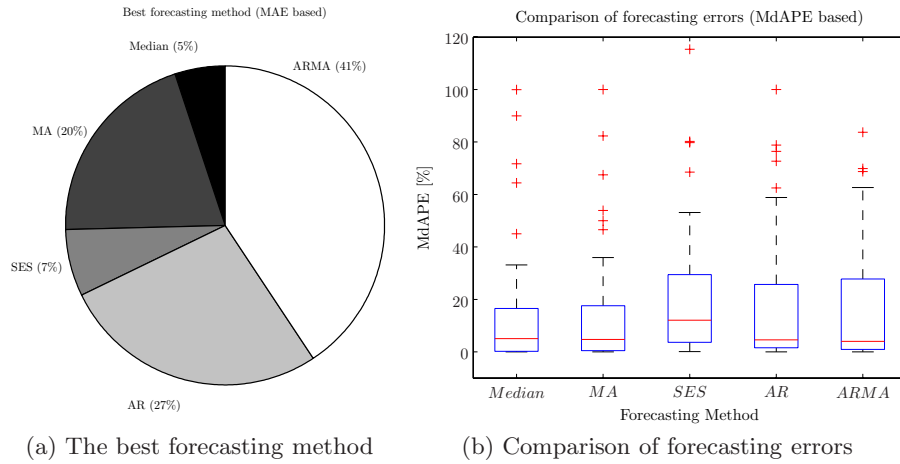 Best forecasting method (MAE based)
Median (5%)
ARMA (41%)
MA (20%)
SES (7%)
AR (27%)
(a) The best forecasting method
Comparison of forecasting errors (MdAPE based)
120
100
80
60
40
20
0
MdAPE [%]
Median MA SES AR ARMA
Forecasting Method
(b) Comparison of forecasting errors